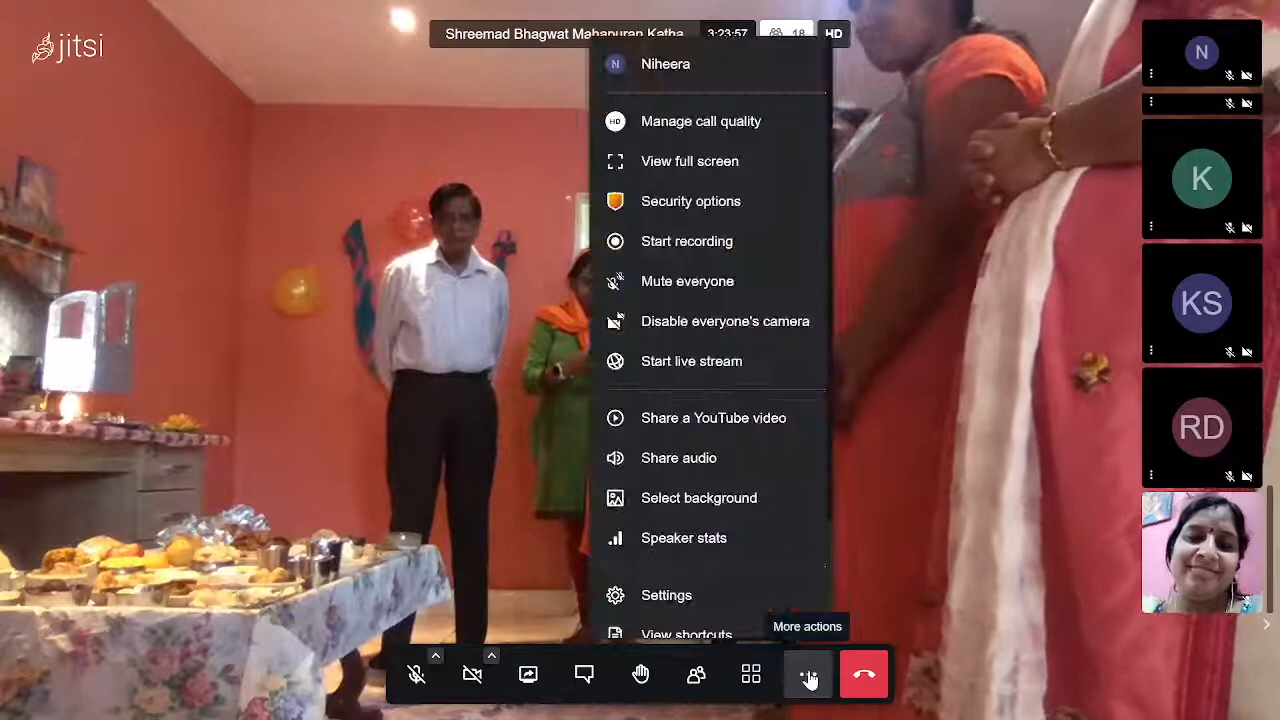 jitsi
Shreemad Bhagwat Mahapuran Katha 3:23:57 18 HD
N Niheera
HD Manage call quality
View full screen
Security options
Start recording
Mute everyone
Disable everyone's camera
Start live stream
Share a YouTube video
Share audio
Select background
Speaker stats
Settings
View shortcuts
More actions
N
K
KS
RD